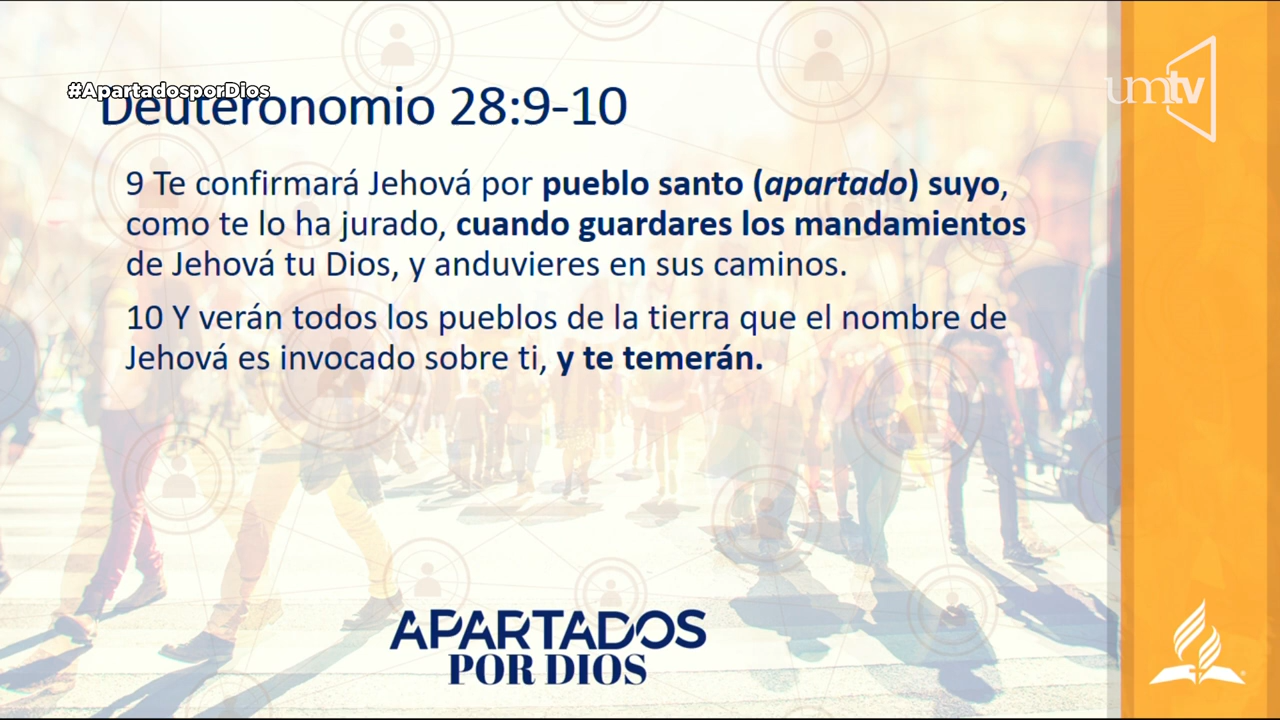 #ApartadosporDios
Deuteronomio 28:9-10
umtv
9 Te confirmará Jehová por pueblo santo (apartado) suyo,
como te lo ha jurado, cuando guardares los mandamientos
de Jehová tu Dios, y anduvieres en sus caminos.
10 Y verán todos los pueblos de la tierra que el nombre de
Jehová es invocado sobre ti, y te temerán.
APARTADOS
POR DIOS